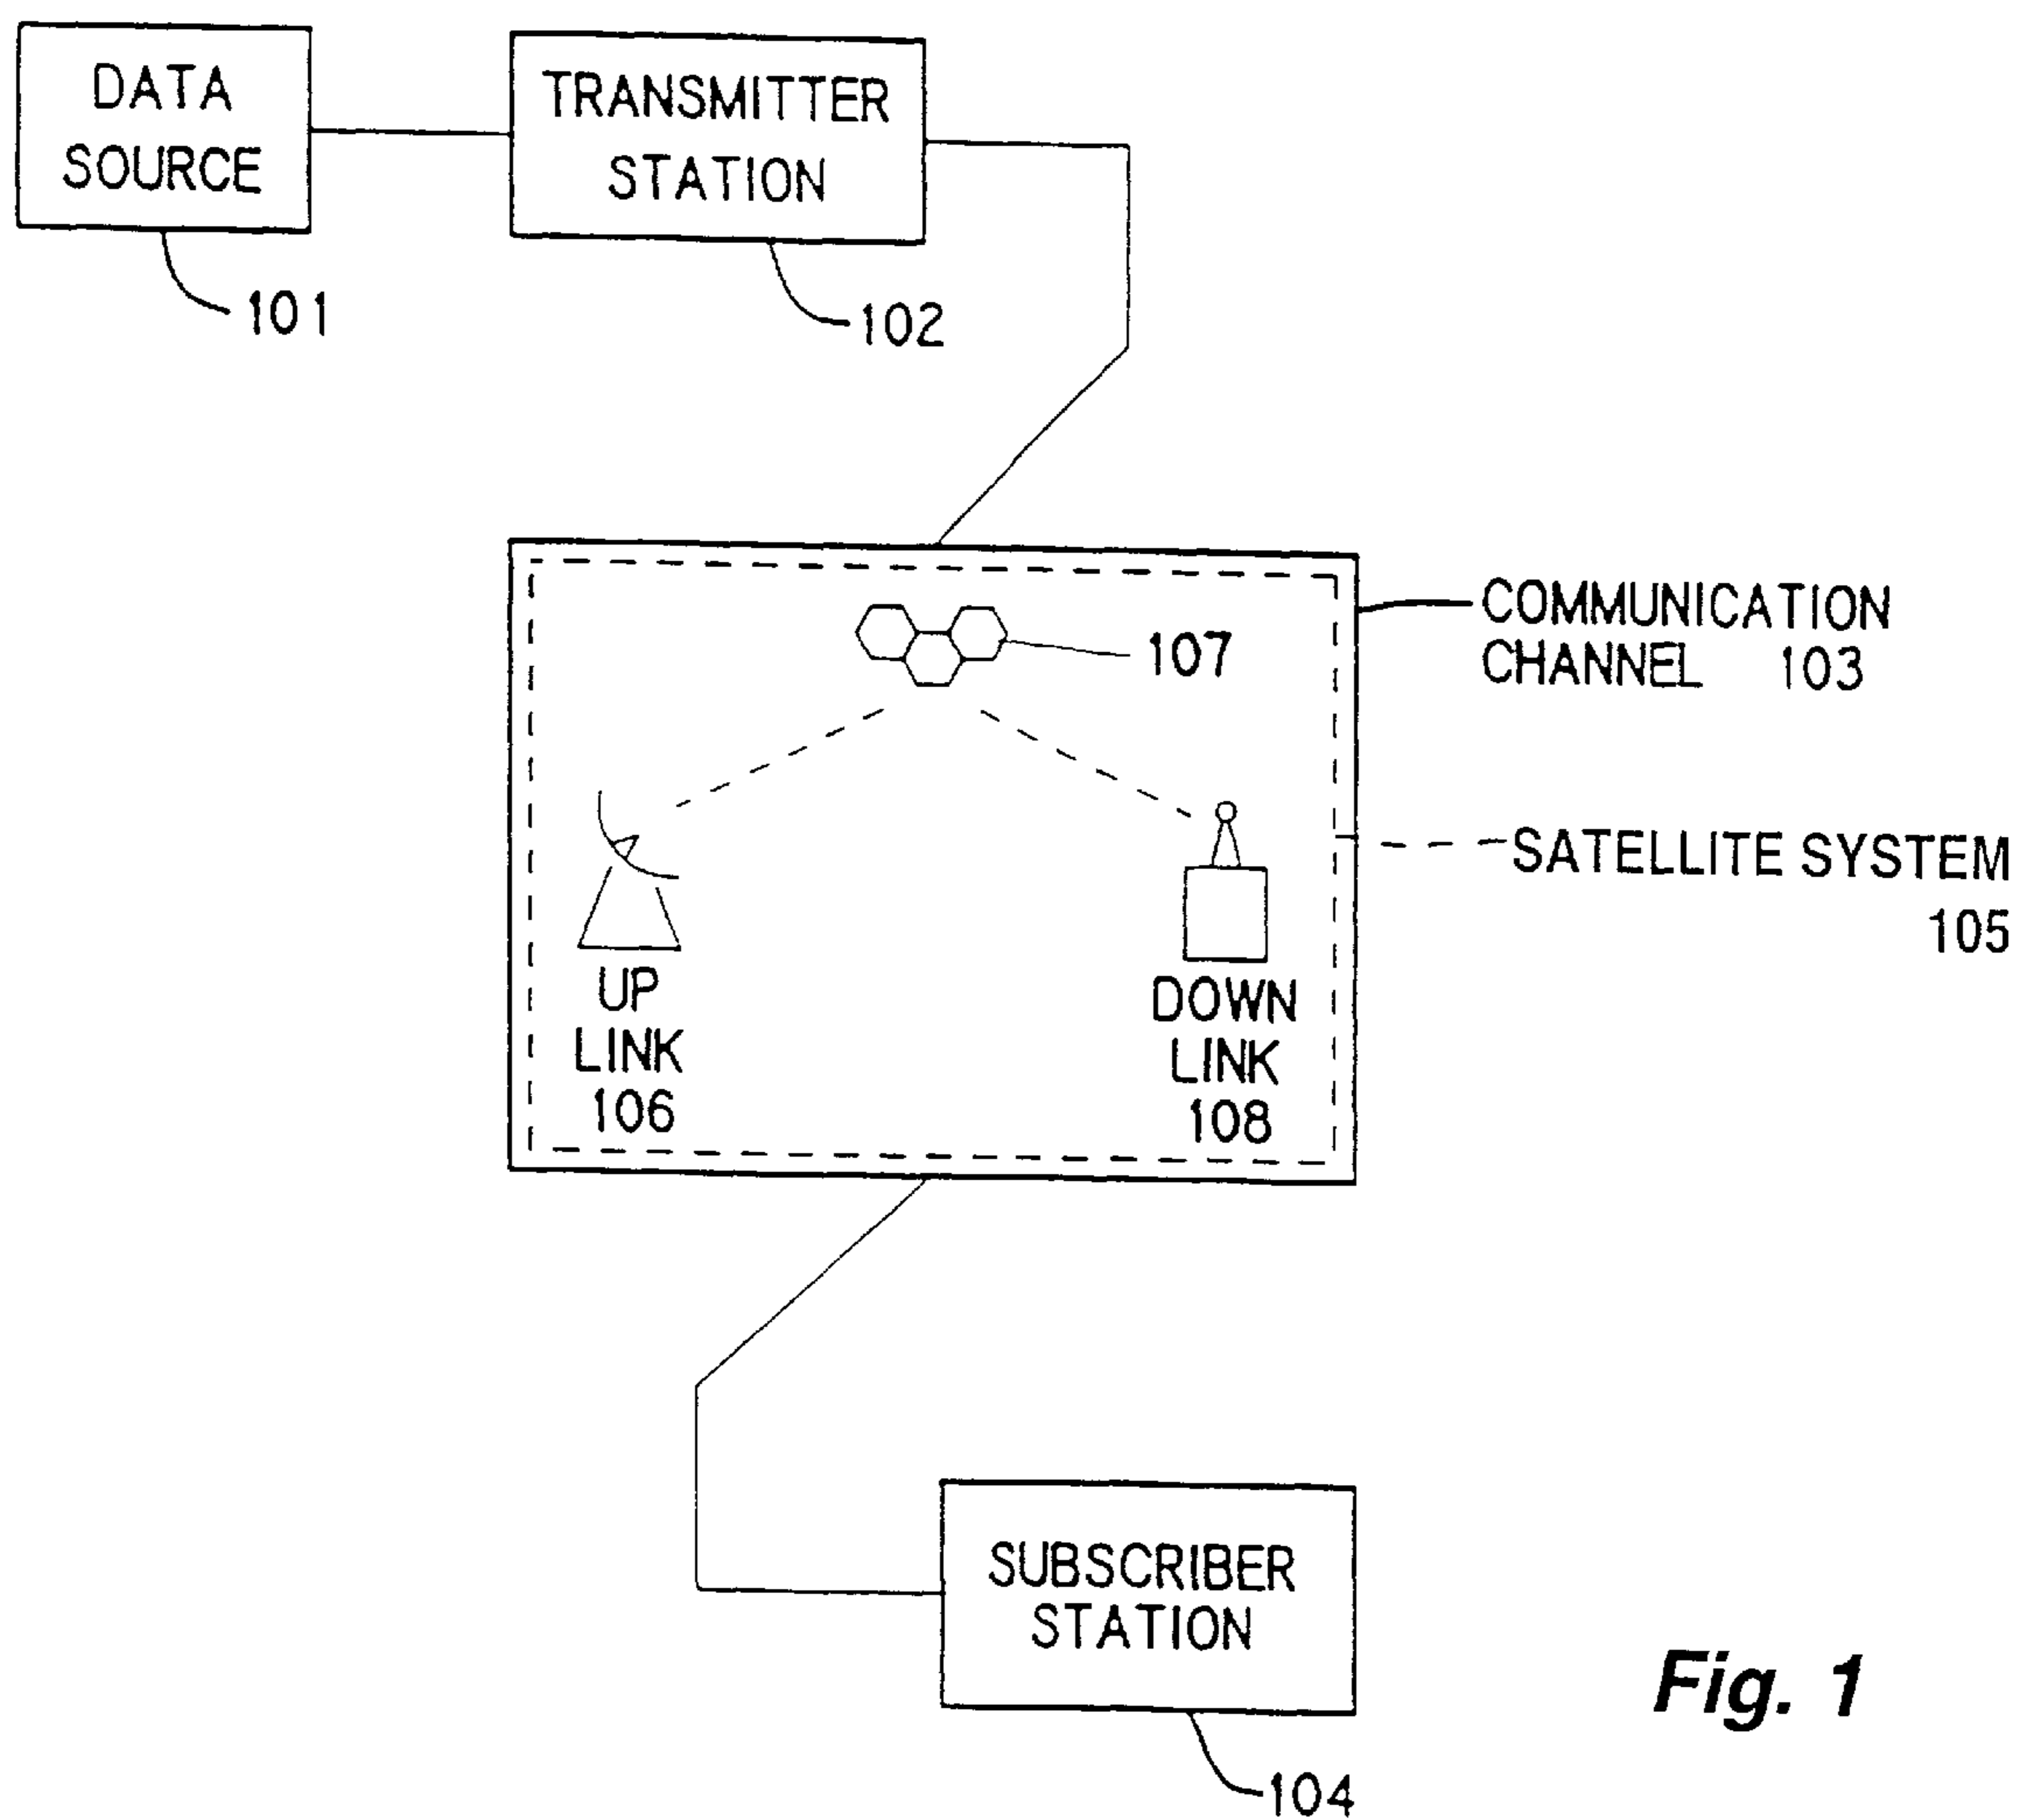 DATA
SOURCE
101
TRANSMITTER
STATION
102
107
COMMUNICATION
CHANNEL 103
SATELLITE SYSTEM
105
UP
LINK
106
DOWN
LINK
108
SUBSCRIBER
STATION
104
Fig. 1